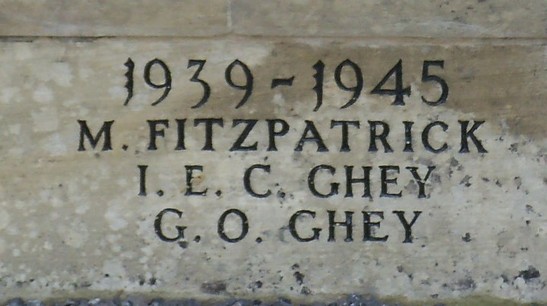 1939-1945
M. FITZPATRICK
I. E. C. GHEY
G. O. GHEY